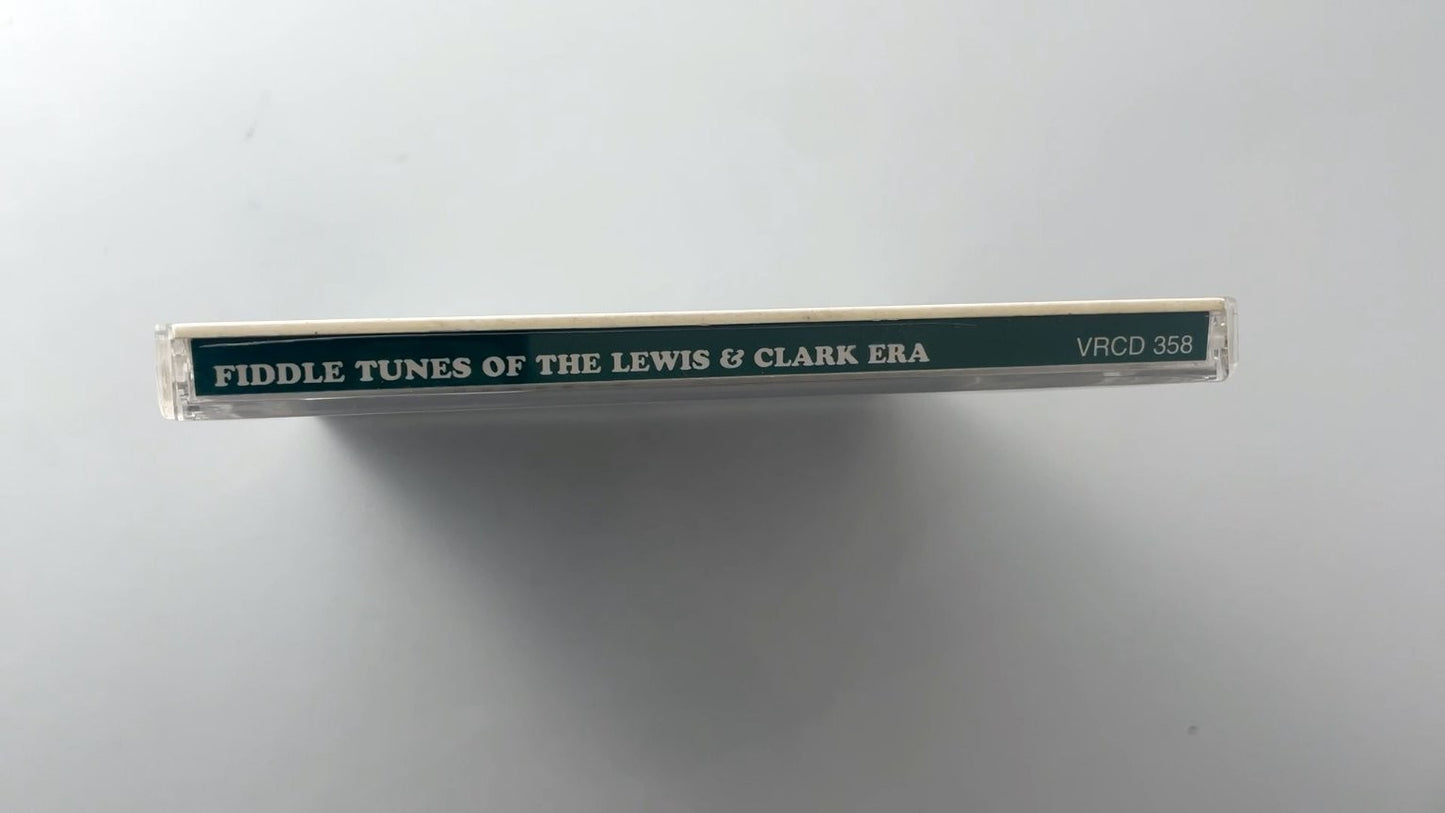 FIDDLE TUNES OF THE LEWIS & CLARK ERA VRCD 358